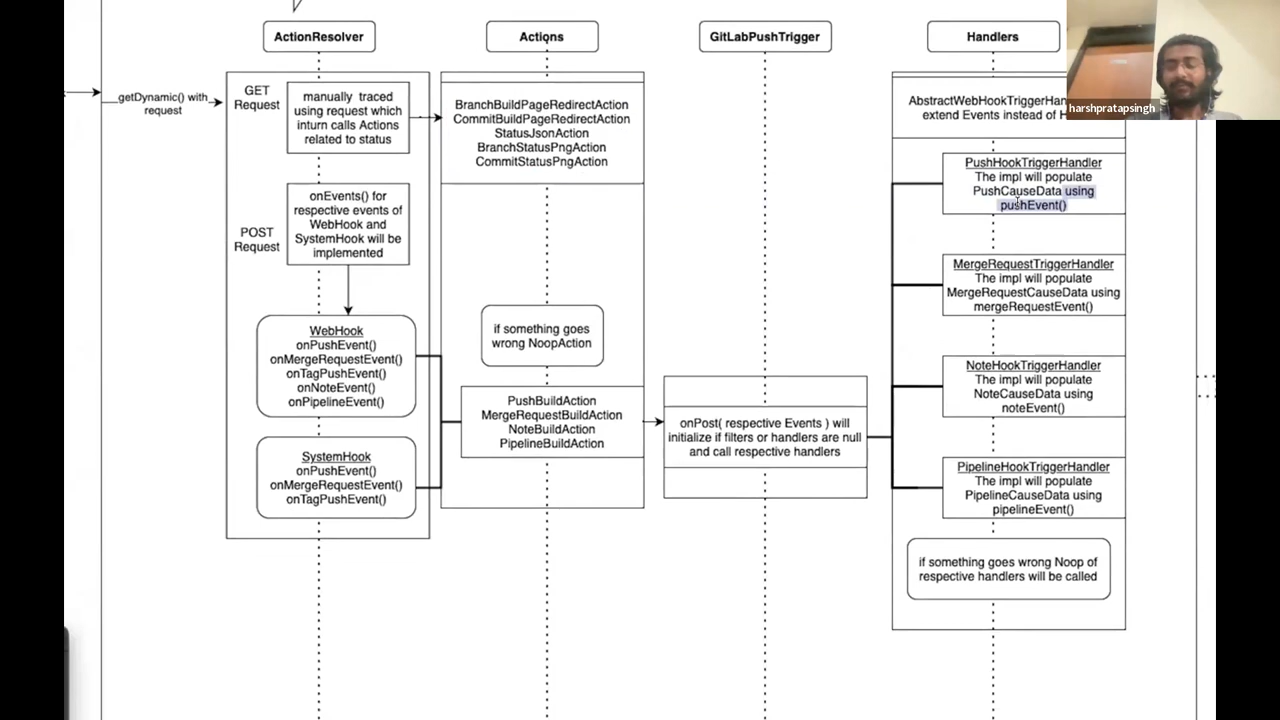 ActionResolver
Actions
GitLabPushTrigger
Handlers
harshpratapsingh
getDynamic() with
request
GET
Request
manually traced
using request which
inturn calls Actions
related to status
POST
Request
onEvents() for
respective events of
WebHook and
SystemHook will be
implemented
WebHook
onPushEvent()
onMergeRequestEvent()
onTagPushEvent()
onNoteEvent()
onPipelineEvent()
SystemHook
onPushEvent()
onMergeRequestEvent()
onTagPushEvent()
BranchBuildPageRedirectAction
CommitBuildPageRedirectAction
StatusJsonAction
BranchStatusPngAction
CommitStatusPngAction
if something goes
wrong NoopAction
PushBuildAction
MergeRequestBuildAction
NoteBuildAction
PipelineBuildAction
onPost( respective Events ) will
initialize if filters or handlers are null
and call respective handlers
AbstractWebHookTriggerHan
extend Events instead of H
PushHookTriggerHandler
The impl will populate
PushCauseData using
pushEvent()
MergeRequestTriggerHandler
The impl will populate
MergeRequestCauseData using
mergeRequestEvent()
NoteHookTriggerHandler
The impl will populate
NoteCauseData using
noteEvent()
PipelineHookTriggerHandler
The impl will populate
PipelineCauseData using
pipelineEvent()
if something goes wrong Noop of
respective handlers will be called